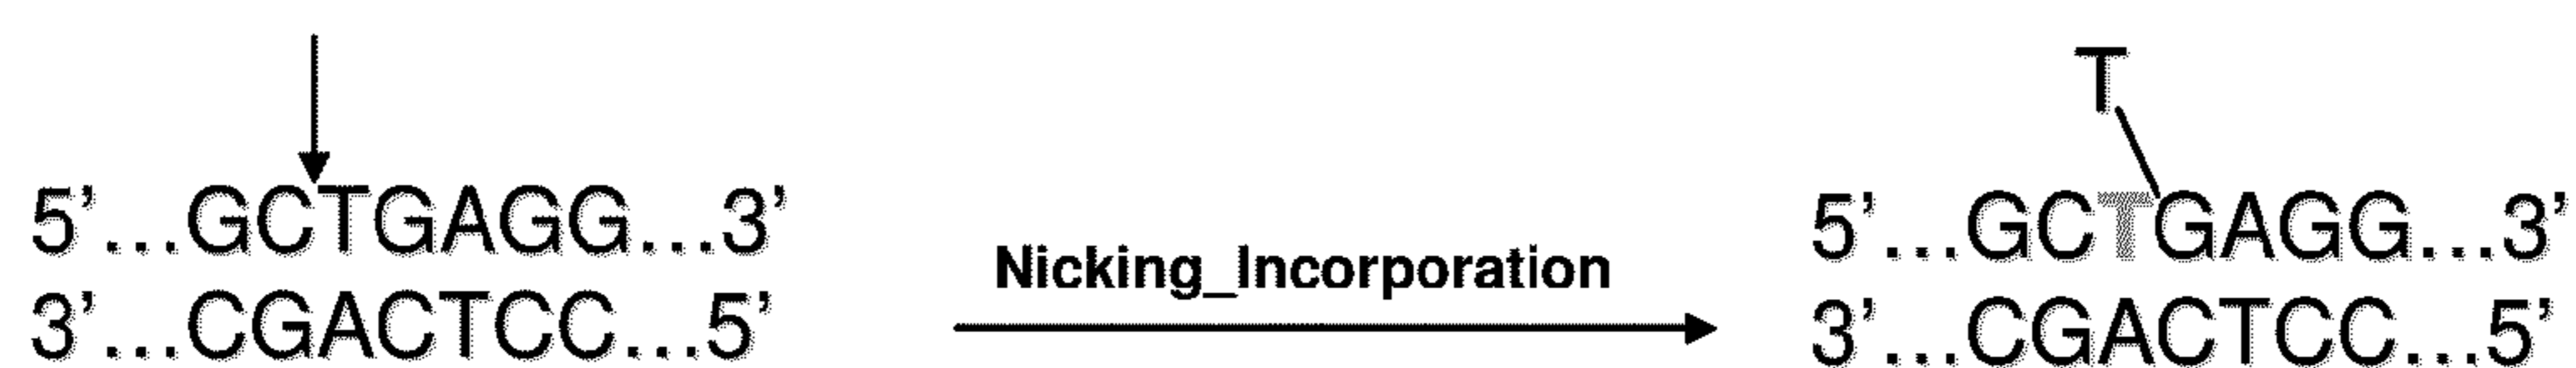 T
5’...GCTGAGG...3’
3’...CGACTCC...5’
Nicking_Incorporation
5’...GCTGAGG...3’
3’...CGACTCC...5’